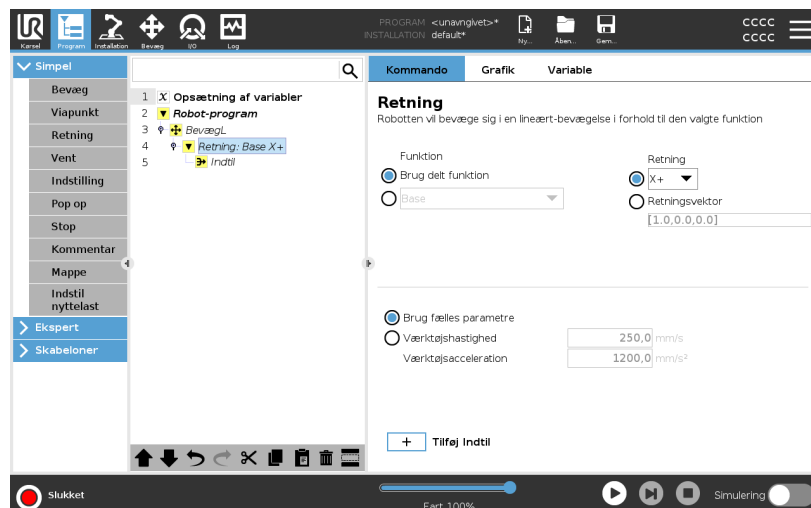 PROGRAM <unavngivet>*
INSTALLATION default*
CCCC
CCCC
Kørsel Program Installation Bevæg I/O Log Ny... Åben... Gem...
Simpel
Bevæg
Viapunkt
Retning
Vent
Indstilling
Pop op
Stop
Kommentar
Mappe
Indstil
nyttelast
Ekspert
Skabeloner
1 X Opsætning af variabler
2 Robot-program
3 BevægL
4 Retning: Base X+
5 Indtil
Kommando Grafik Variable
Retning
Robotten vil bevæge sig i en lineært-bevægelse i forhold til den valgte funktion
Funktion
Brug delt funktion
Base
Retning
X+
Retningsvektor
[1.0,0.0,0.0]
Brug fælles parametre
Værktøjshastighed 250,0 mm/s
Værktøjsacceleration 1200,0 mm/s²
+ Tilføj Indtil
Slukket
Fart 100%
Simulering